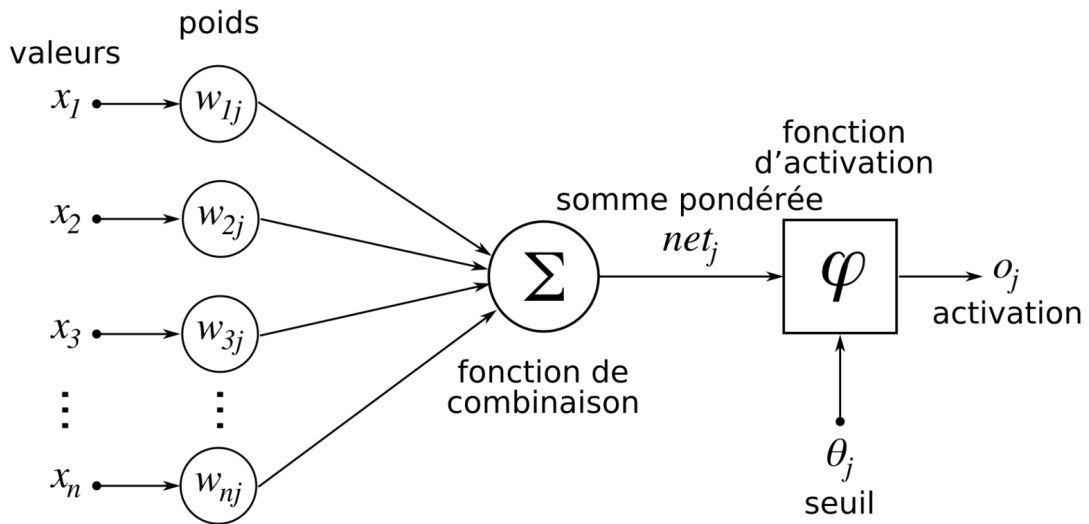 valeurs
poids
x1
w1j
x2
w2j
x3
w3j
⋮
⋮
xn
wnj
Σ
fonction de
combinaison
somme pondérée
netj
fonction
d'activation
φ
oj
activation
θj
seuil